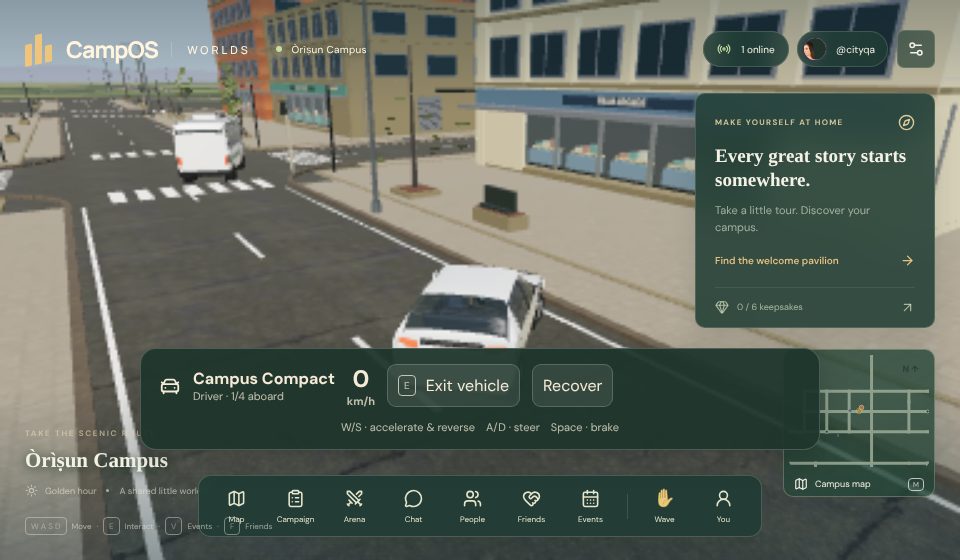 CampOS
WORLDS
Òrìṣun Campus
1 online
@cityqa
MAKE YOURSELF AT HOME
Every great story starts
somewhere.
Take a little tour. Discover your
campus.
Find the welcome pavilion
0 / 6 keepsakes
Campus Compact
Driver · 1/4 aboard
0
km/h
E Exit vehicle
Recover
W/S · accelerate & reverse A/D · steer Space · brake
N
Campus map M
TAKE THE SCENIC
Òrìṣun Campus
Golden hour • A shared little
WASD Move · E Interact · V Events · F Friends
Map
Campaign
Arena
Chat
People
Friends
Events
Wave
You